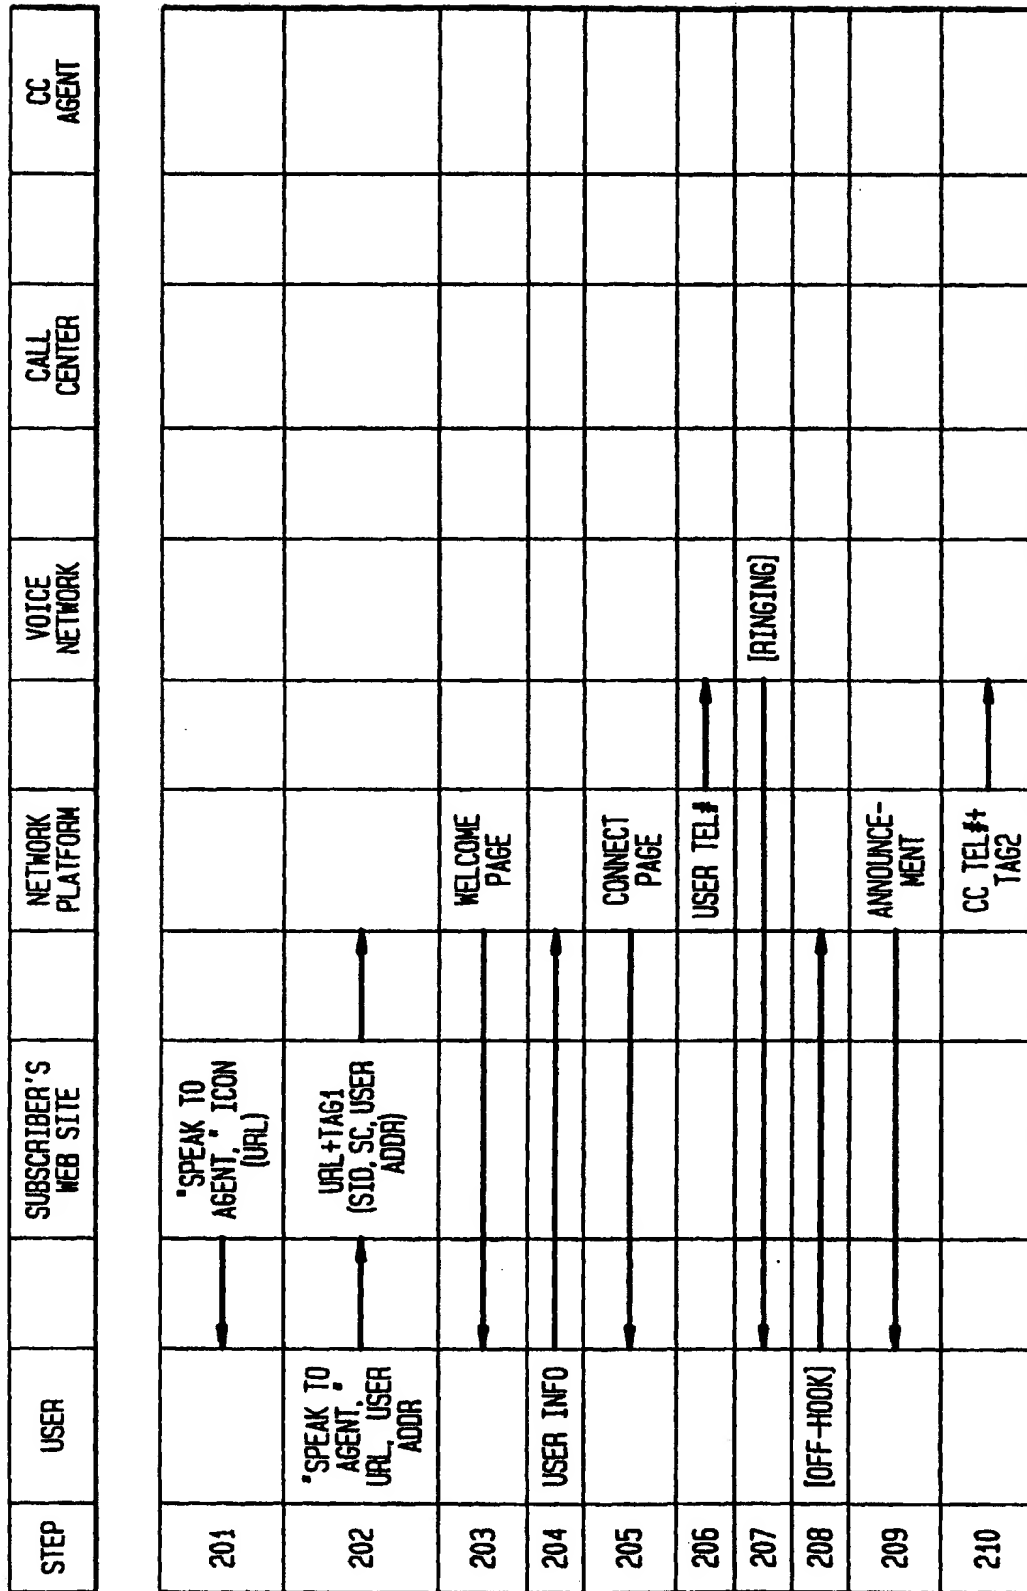 STEP
USER
SUBSCRIBER'S
WEB SITE
NETWORK
PLATFORM
VOICE
NETWORK
CALL
CENTER
CC
AGENT
201
"SPEAK TO
AGENT," ICON
(URL)
202
"SPEAK TO
AGENT,"
URL, USER
ADDR
URL+TAG1
(SID, SC, USER
ADDR)
203
WELCOME
PAGE
204
USER INFO
205
CONNECT
PAGE
206
USER TEL#
207
[RINGING]
208
[OFF-HOOK]
209
ANNOUNCE-
MENT
210
CC TEL#+
TAG2